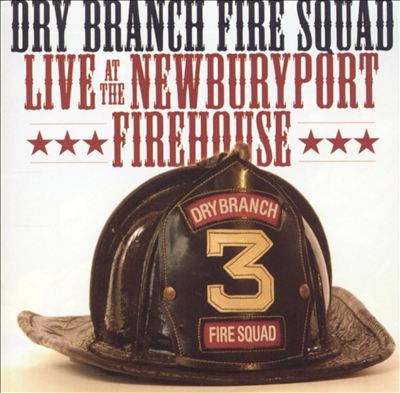 DRY BRANCH FIRE SQUAD
LIVE AT THE NEWBURYPORT
FIREHOUSE
DRY BRANCH
3
FIRE SQUAD